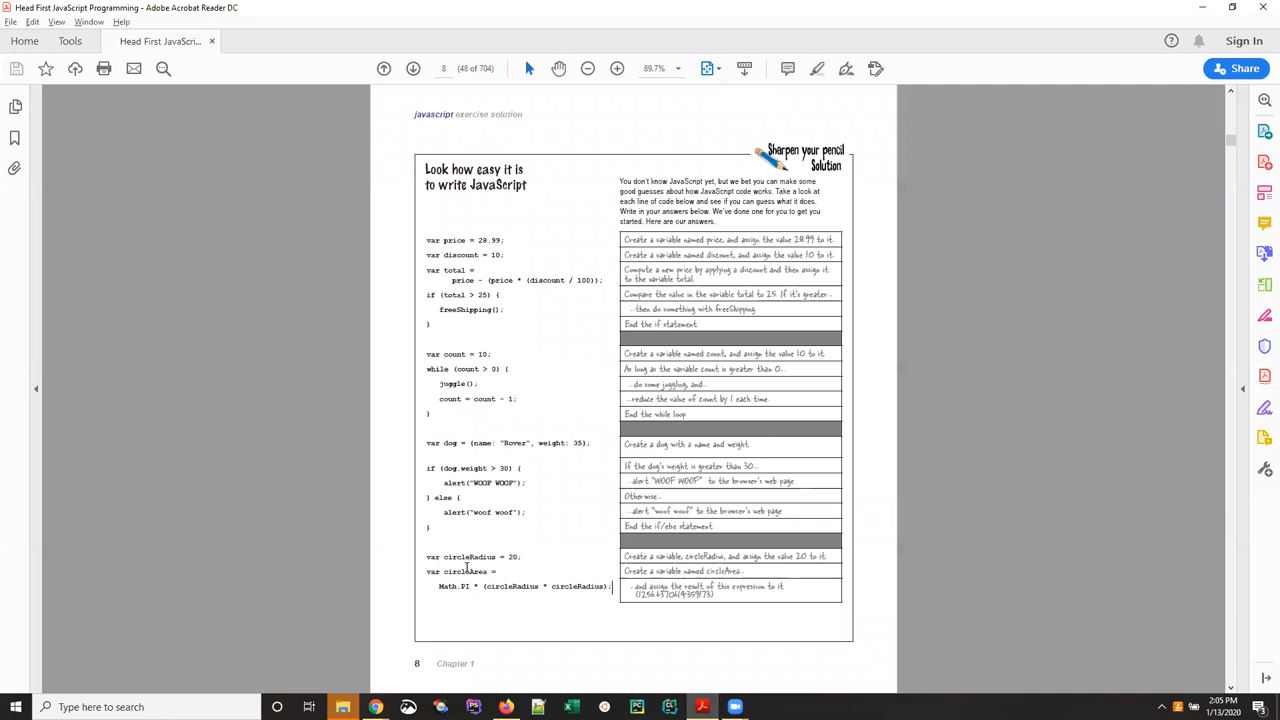 Head First JavaScript Programming - Adobe Acrobat Reader DC
File Edit View Window Help
Home Tools Head First JavaScri... ×
Sign In
8 (48 of 704) 89.7%
Share
javascript exercise solution
Sharpen your pencil
Solution
Look how easy it is
to write JavaScript
You don't know JavaScript yet, but we bet you can make some
good guesses about how JavaScript code works. Take a look at
each line of code below and see if you can guess what it does.
Write in your answers below. We've done one for you to get you
started. Here are our answers.
var price = 28.99; Create a variable named price, and assign the value 28.99 to it.
var discount = 10; Create a variable named discount, and assign the value 10 to it.
var total = Compute a new price by applying a discount and then assign it
price - (price * (discount / 100)); to the variable total.
if (total > 25) { Compare the value in the variable total to 25. If it's greater...
freeShipping(); ...then do something with freeShipping.
} End the if statement
var count = 10; Create a variable named count, and assign the value 10 to it.
while (count > 0) { As long as the variable count is greater than 0...
juggle(); ...do some juggling, and...
count = count - 1; ...reduce the value of count by 1 each time.
} End the while loop
var dog = {name: "Rover", weight: 35}; Create a dog with a name and weight.
if (dog.weight > 30) { If the dog's weight is greater than 30...
alert("WOOF WOOF"); ...alert "WOOF WOOF" to the browser's web page
} else { Otherwise...
alert("woof woof"); ...alert "woof woof" to the browser's web page
} End the if/else statement
var circleRadius = 20; Create a variable, circleRadius, and assign the value 20 to it.
var circleArea = Create a variable named circleArea...
Math.PI * (circleRadius * circleRadius); ...and assign the result of this expression to it
(1256.6370614359173)
8 Chapter 1
Type here to search
2:05 PM
1/13/2020